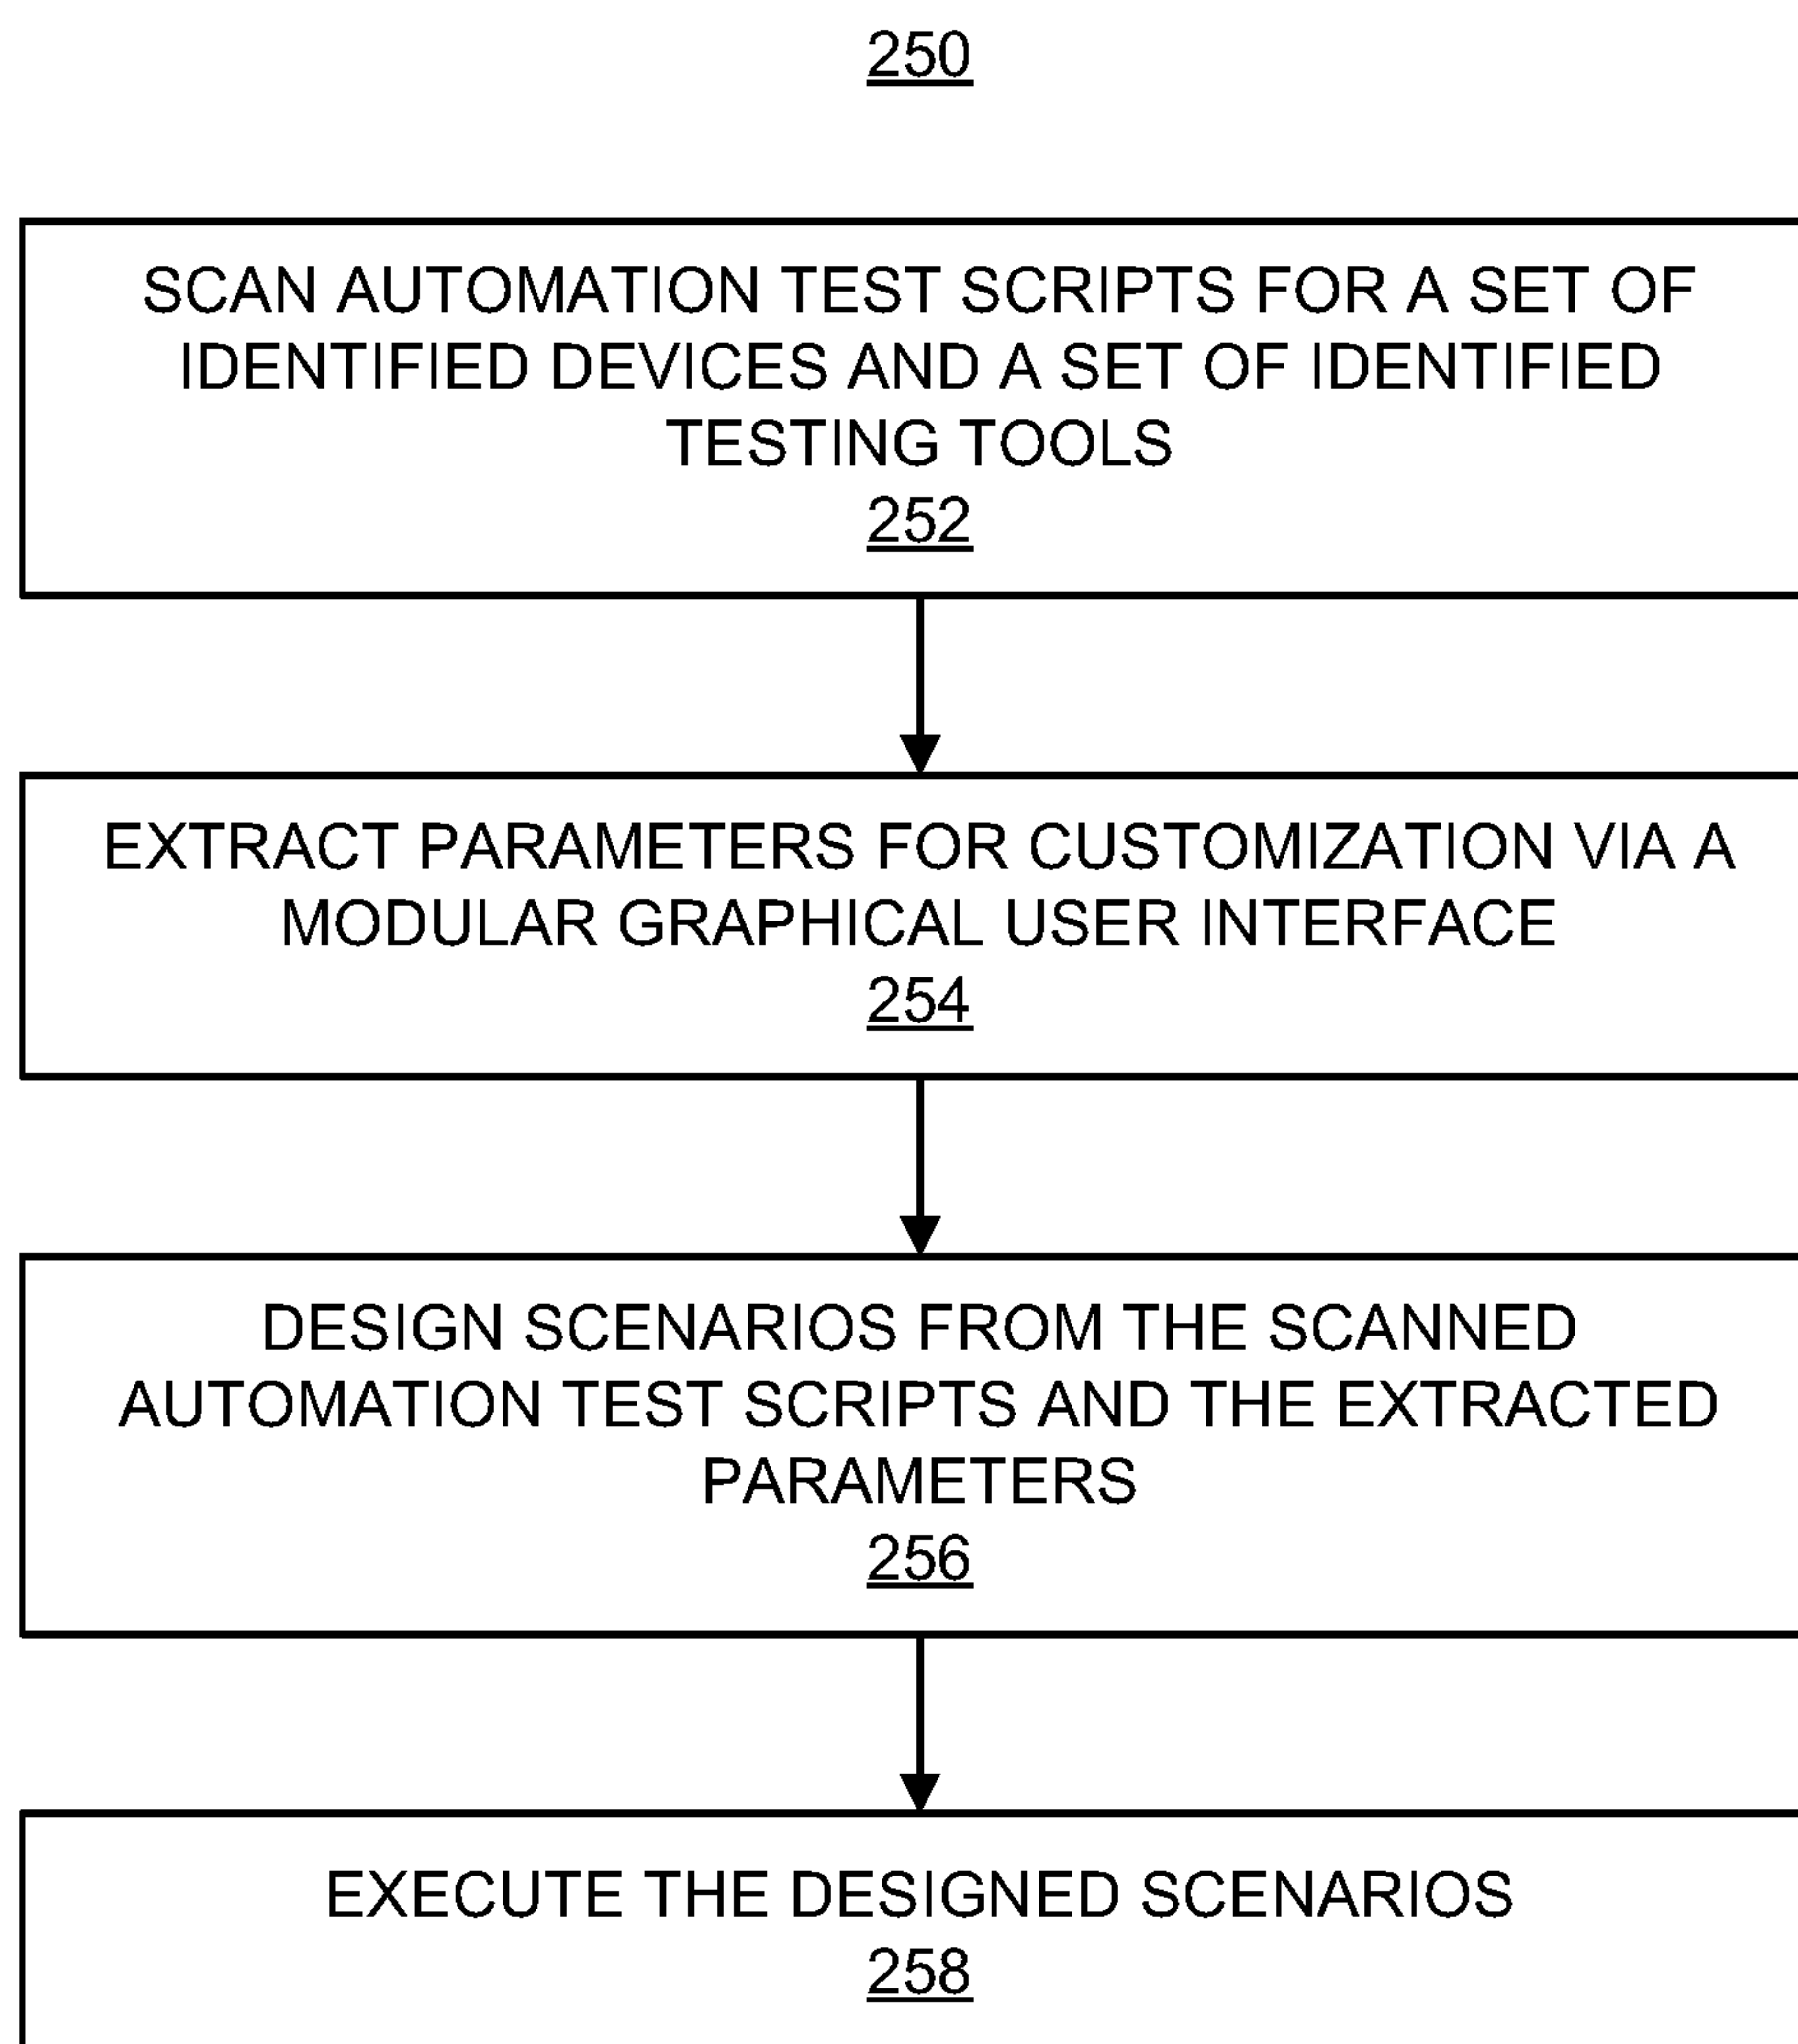 250
SCAN AUTOMATION TEST SCRIPTS FOR A SET OF
IDENTIFIED DEVICES AND A SET OF IDENTIFIED
TESTING TOOLS
252
EXTRACT PARAMETERS FOR CUSTOMIZATION VIA A
MODULAR GRAPHICAL USER INTERFACE
254
DESIGN SCENARIOS FROM THE SCANNED
AUTOMATION TEST SCRIPTS AND THE EXTRACTED
PARAMETERS
256
EXECUTE THE DESIGNED SCENARIOS
258